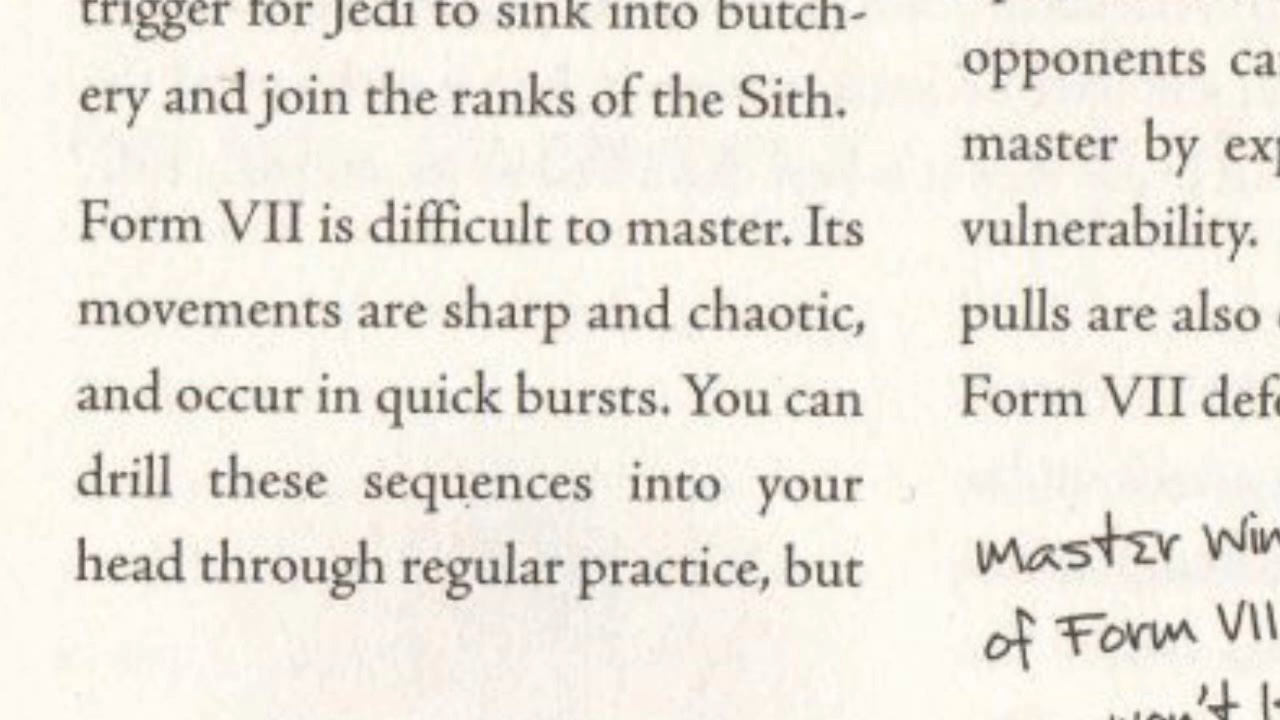 trigger for Jedi to sink into butch-
ery and join the ranks of the Sith.
Form VII is difficult to master. Its
movements are sharp and chaotic,
and occur in quick bursts. You can
drill these sequences into your
head through regular practice, but
opponents
master by
vulnerability.
pulls are also
Form VII
Master
of Form VII
won't